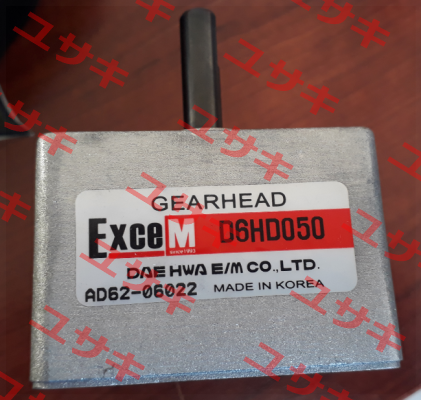 GEARHEAD
ExceM D6HD050
since 1983
DAE HWA E/M CO.,LTD.
AD62-06022 MADE IN KOREA
ユサキ